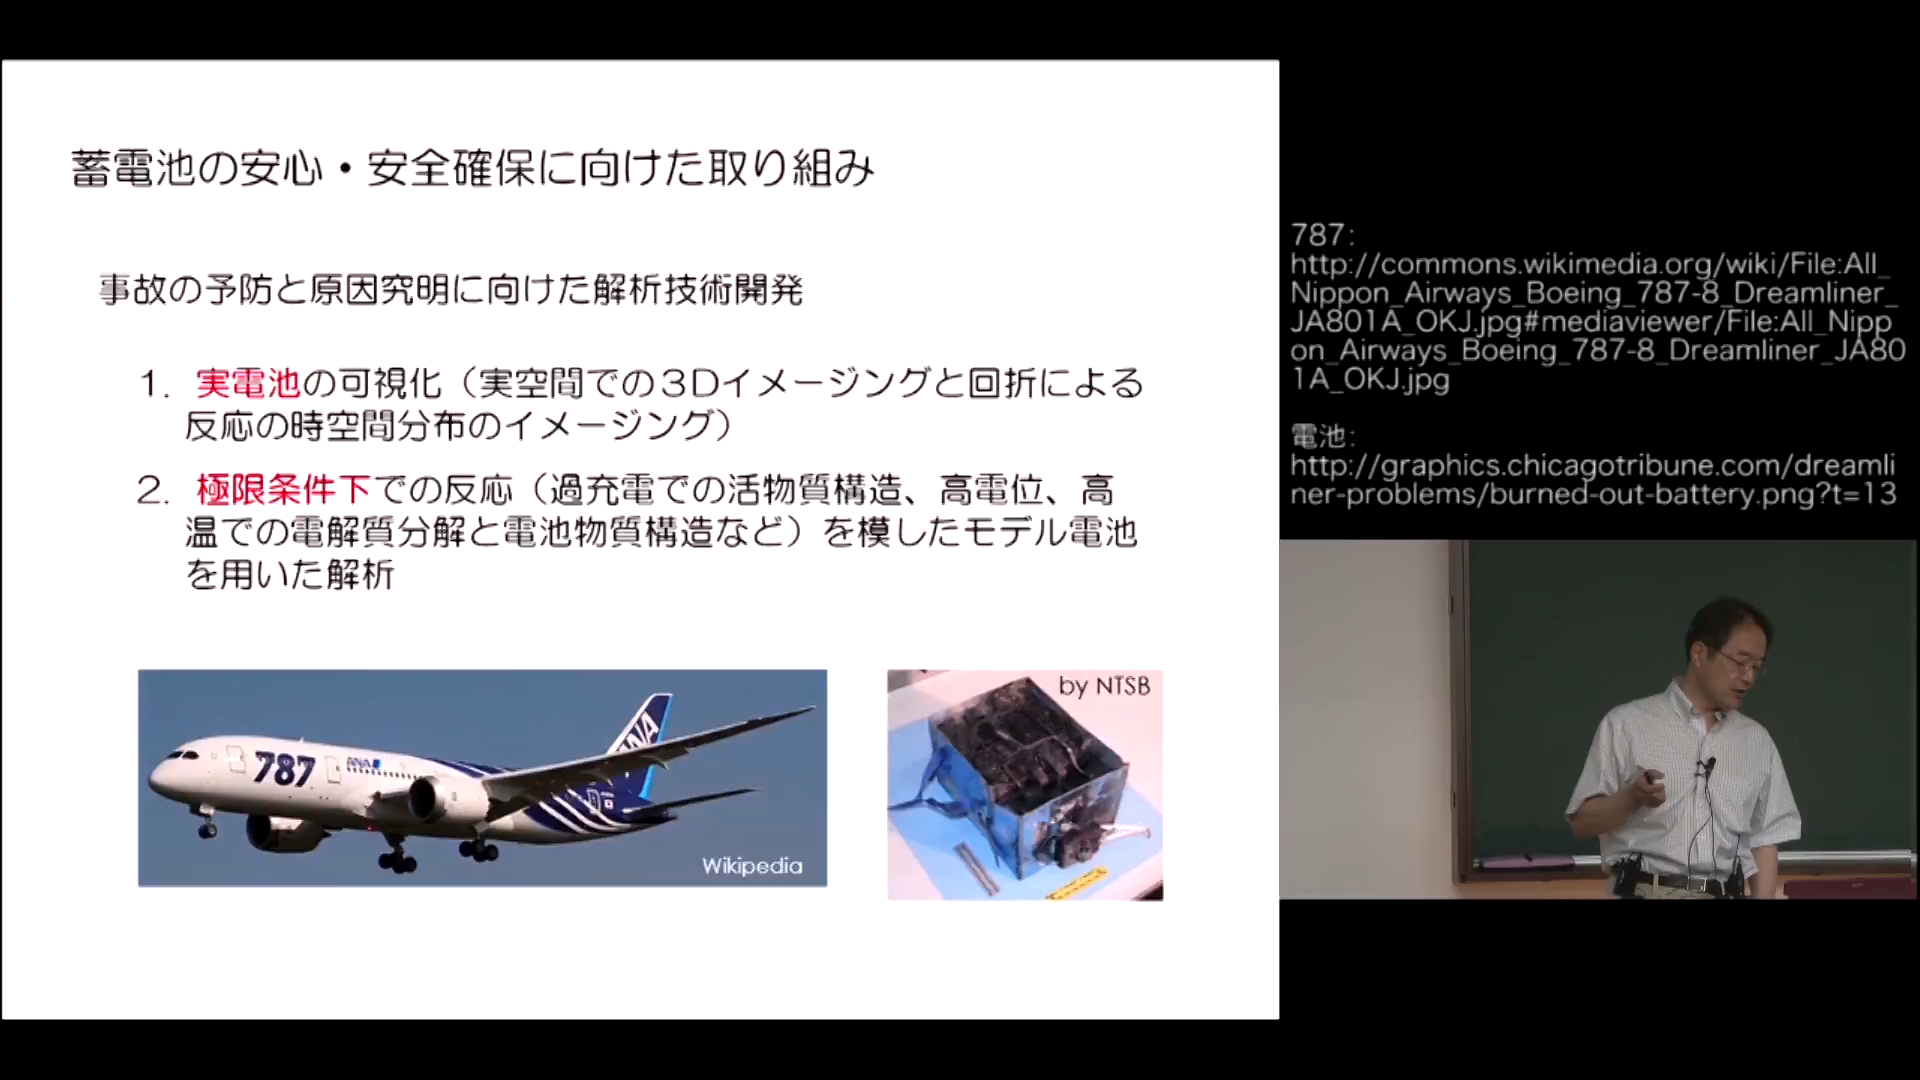 蓄電池の安心・安全確保に向けた取り組み
事故の予防と原因究明に向けた解析技術開発
1. 実電池の可視化（実空間での3Dイメージングと回折による
反応の時空間分布のイメージング）
2. 極限条件下での反応（過充電での活物質構造、高電位、高
温での電解質分解と電池物質構造など）を模したモデル電池
を用いた解析
787
ANA
ANA
Wikipedia
by NTSB
787:
http://commons.wikimedia.org/wiki/File:All_
Nippon_Airways_Boeing_787-8_Dreamliner_
JA801A_OKJ.jpg#mediaviewer/File:All_Nipp
on_Airways_Boeing_787-8_Dreamliner_JA80
1A_OKJ.jpg
電池:
http://graphics.chicagotribune.com/dreamli
ner-problems/burned-out-battery.png?t=13